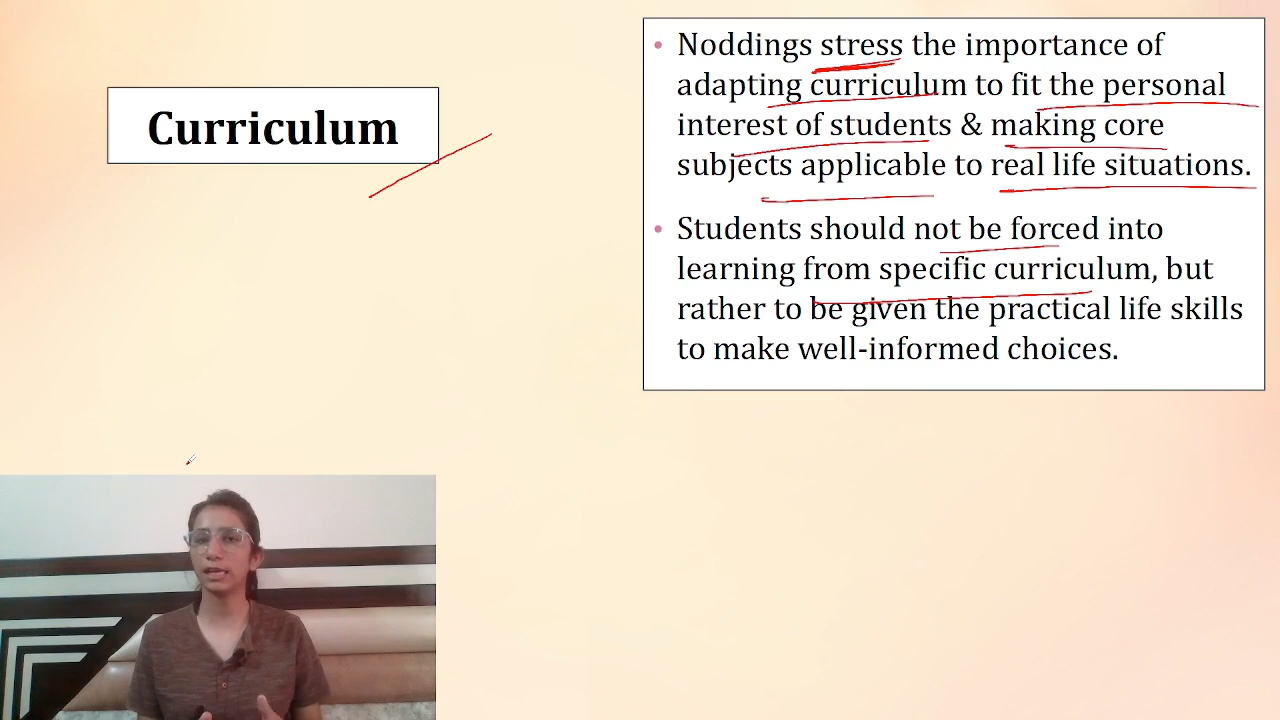 Curriculum
• Noddings stress the importance of
adapting curriculum to fit the personal
interest of students & making core
subjects applicable to real life situations.
• Students should not be forced into
learning from specific curriculum, but
rather to be given the practical life skills
to make well-informed choices.